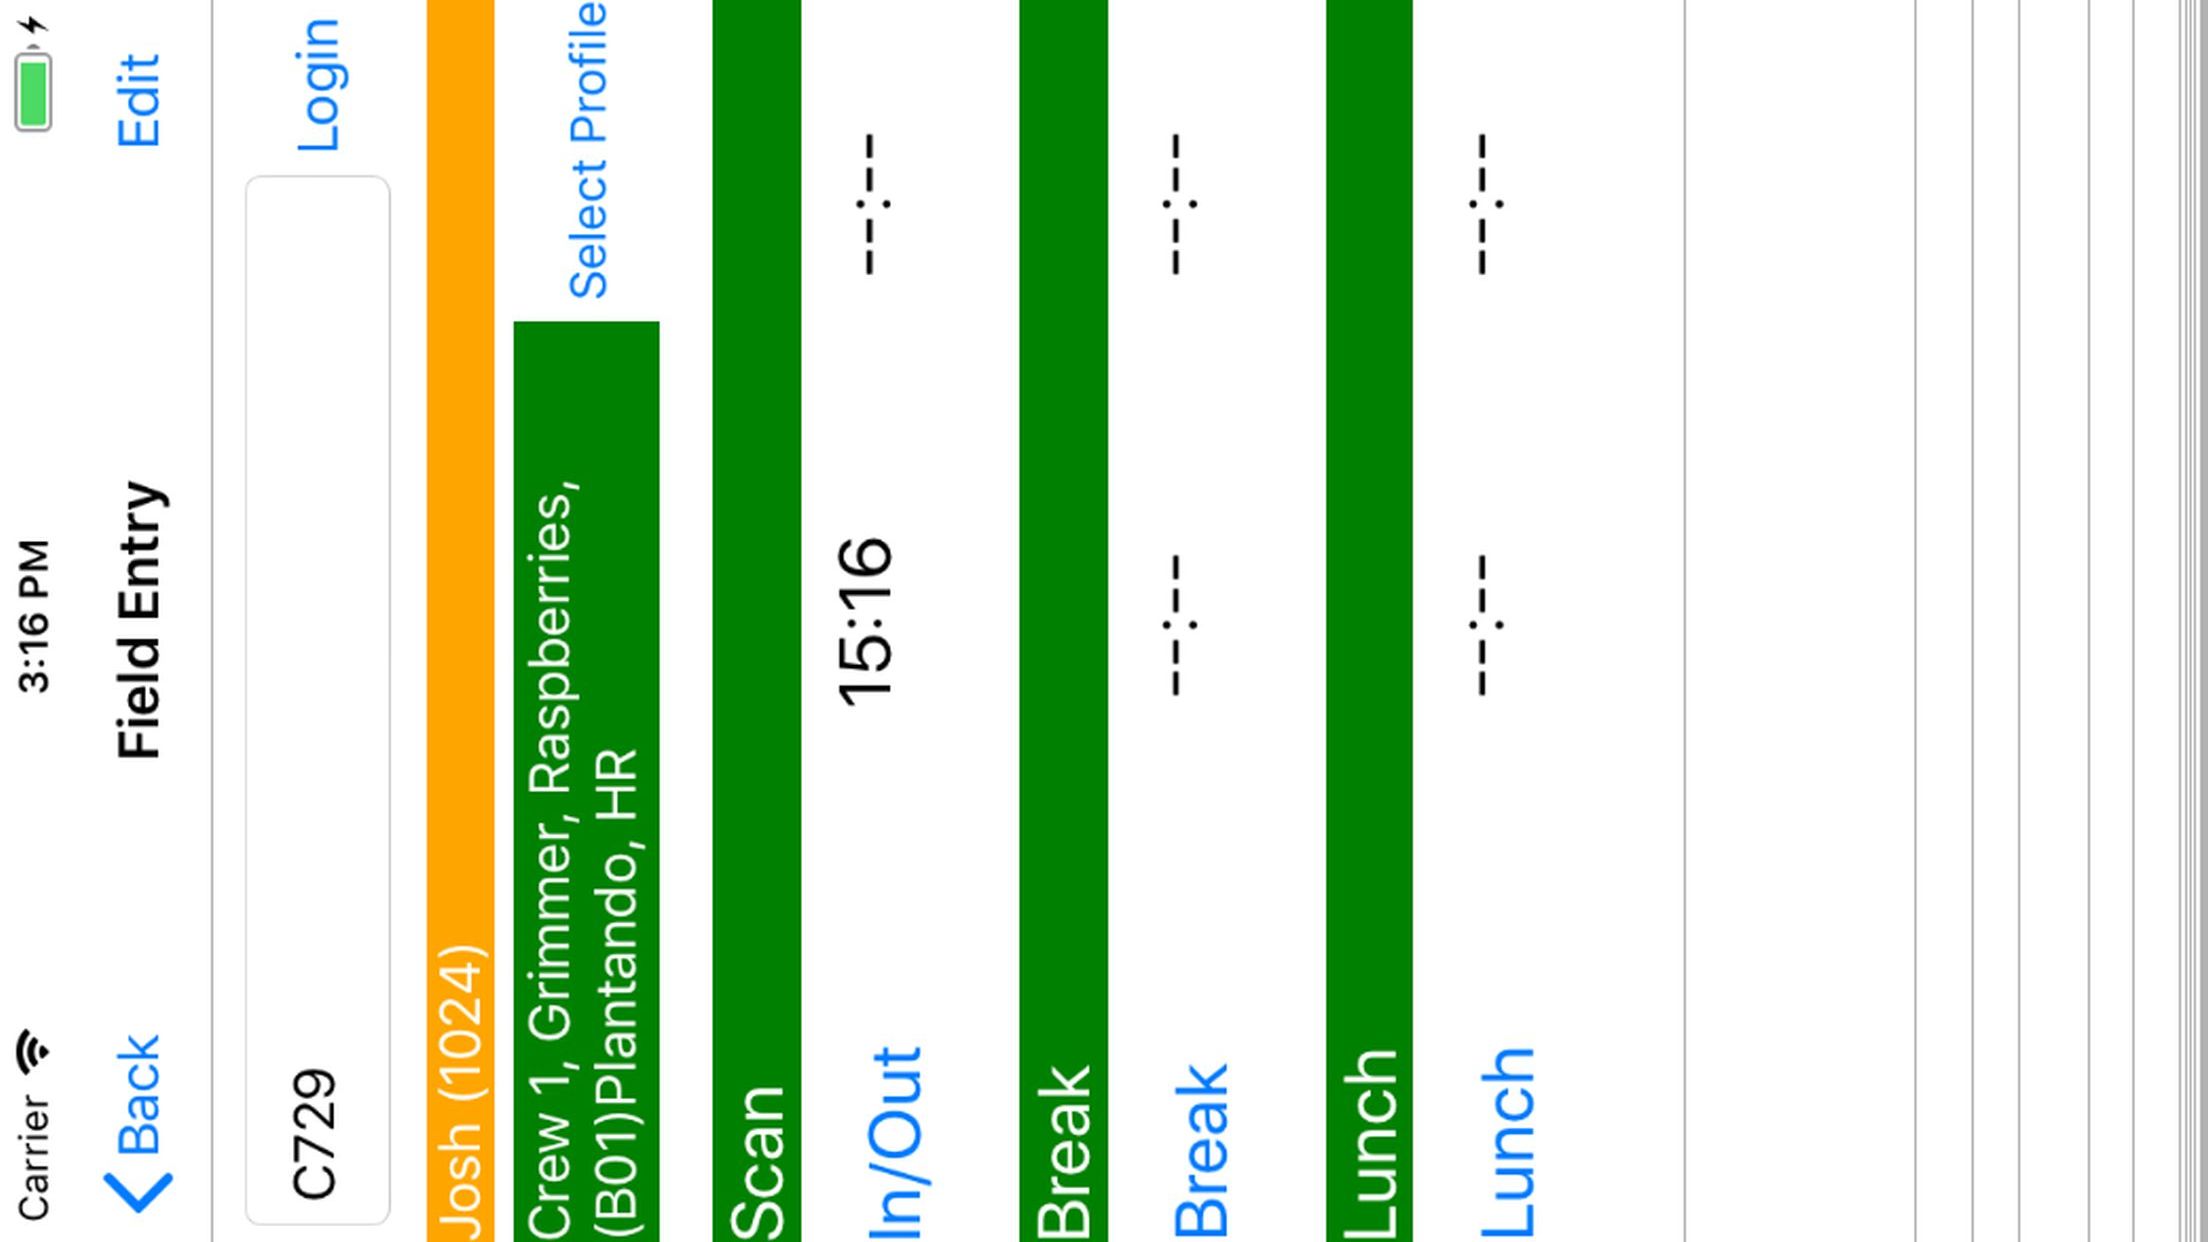 Carrier 3:16 PM
Back Field Entry Edit
C729 Login
Josh (1024)
Crew 1, Grimmer, Raspberries,
(B01)Plantando, HR
Select Profile
Scan
In/Out 15:16 --:--
Break
Break --:-- --:--
Lunch
Lunch --:-- --:--